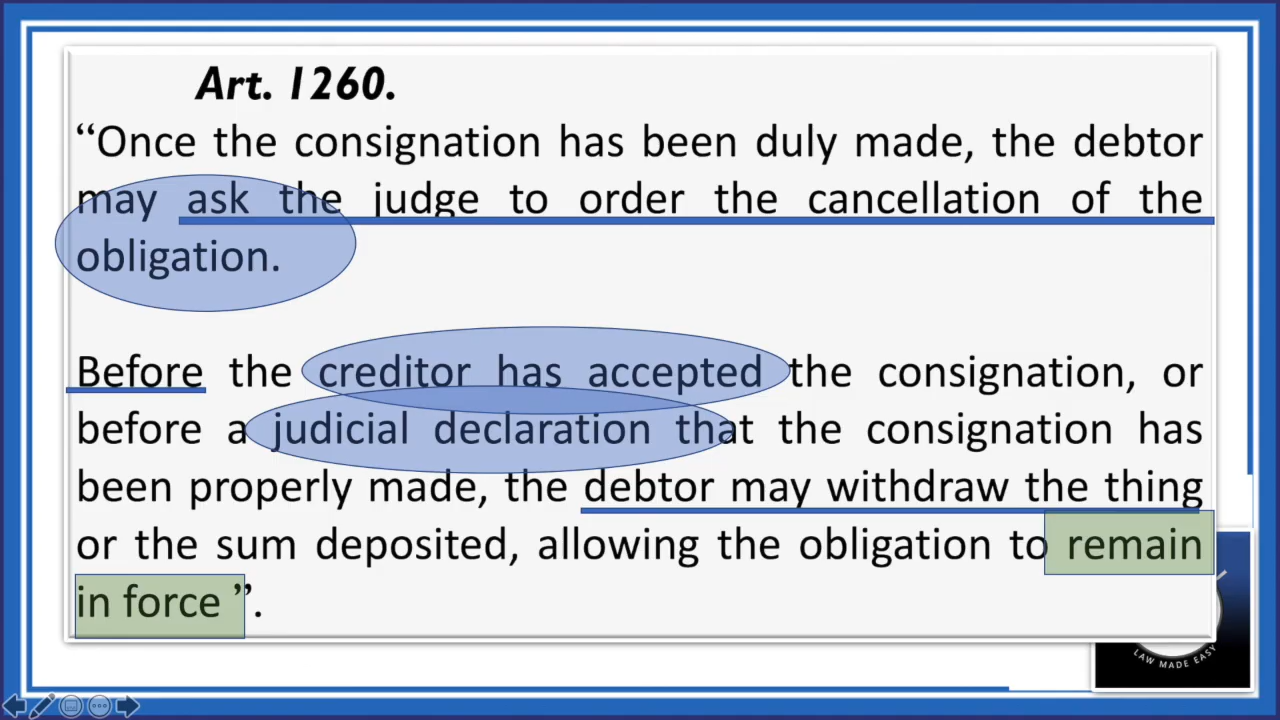 Art. 1260.
“Once the consignation has been duly made, the debtor
may ask the judge to order the cancellation of the
obligation.
Before the creditor has accepted the consignation, or
before a judicial declaration that the consignation has
been properly made, the debtor may withdraw the thing
or the sum deposited, allowing the obligation to remain
in force ”.
LAW MADE EASY